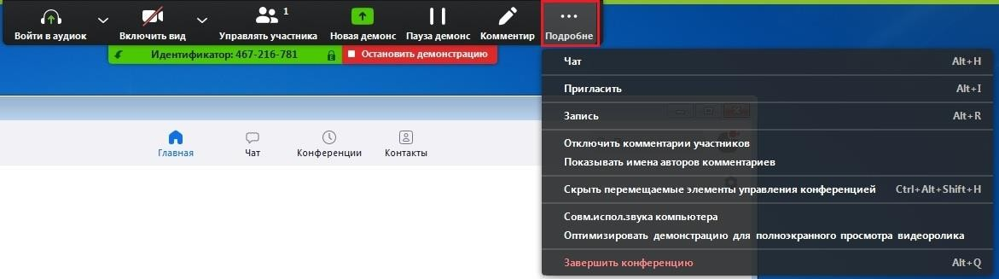 1
Войти в аудиок
Включить вид
Управлять участника
Новая демонс
Пауза демонс
Комментир
Подробне
Идентификатор: 467-216-781
Остановить демонстрацию
Чат Alt+H
Пригласить Alt+I
Запись Alt+R
Отключить комментарии участников
Показывать имена авторов комментариев
Скрыть перемещаемые элементы управления конференцией Ctrl+Alt+Shift+H
Совм.испол.звука компьютера
Оптимизировать демонстрацию для полноэкранного просмотра видеоролика
Завершить конференцию Alt+Q
Главная
Чат
Конференции
Контакты